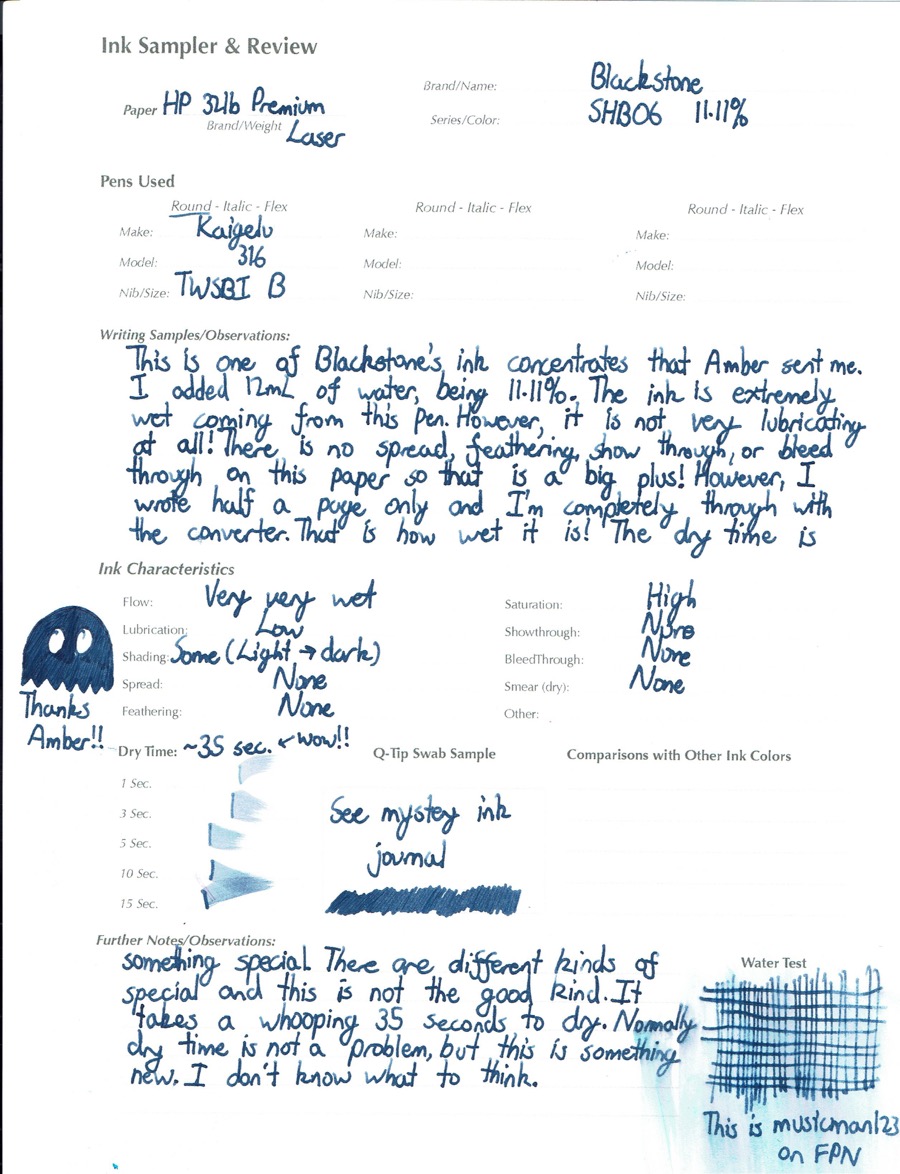 Ink Sampler & Review
Paper HP 32lb Premium
Brand/Weight Laser
Brand/Name: Blackstone
Series/Color: SHB06 11.11%
Pens Used
Round - Italic - Flex
Make: Kaigelu
Model: 316
Nib/Size: TWSBI B
Round - Italic - Flex
Make:
Model:
Nib/Size:
Round - Italic - Flex
Make:
Model:
Nib/Size:
Writing Samples/Observations:
This is one of Blackstone's ink concentrates that Amber sent me.
I added 12mL of water, being 11.11%. The ink is extremely
wet coming from this pen. However, it is not very lubricating
at all! There is no spread, feathering, show through, or bleed
through on this paper so that is a big plus! However, I
wrote half a page only and I'm completely through with
the converter. That is how wet it is! The dry time is
Ink Characteristics
Flow: Very very wet
Lubrication: Low
Shading: Some (Light → dark)
Spread: None
Feathering: None
Saturation: High
Showthrough: None
BleedThrough: None
Smear (dry): None
Other:
Thanks
Amber!!
Dry Time: ~35 sec. ← wow!!
1 Sec.
3 Sec.
5 Sec.
10 Sec.
15 Sec.
Q-Tip Swab Sample
See mystey ink
journal
Comparisons with Other Ink Colors
Further Notes/Observations:
something special. There are different kinds of
special and this is not the good kind. It
takes a whooping 35 seconds to dry. Normally
dry time is not a problem, but this is something
new. I don't know what to think.
Water Test
This is musicman123
on FPN